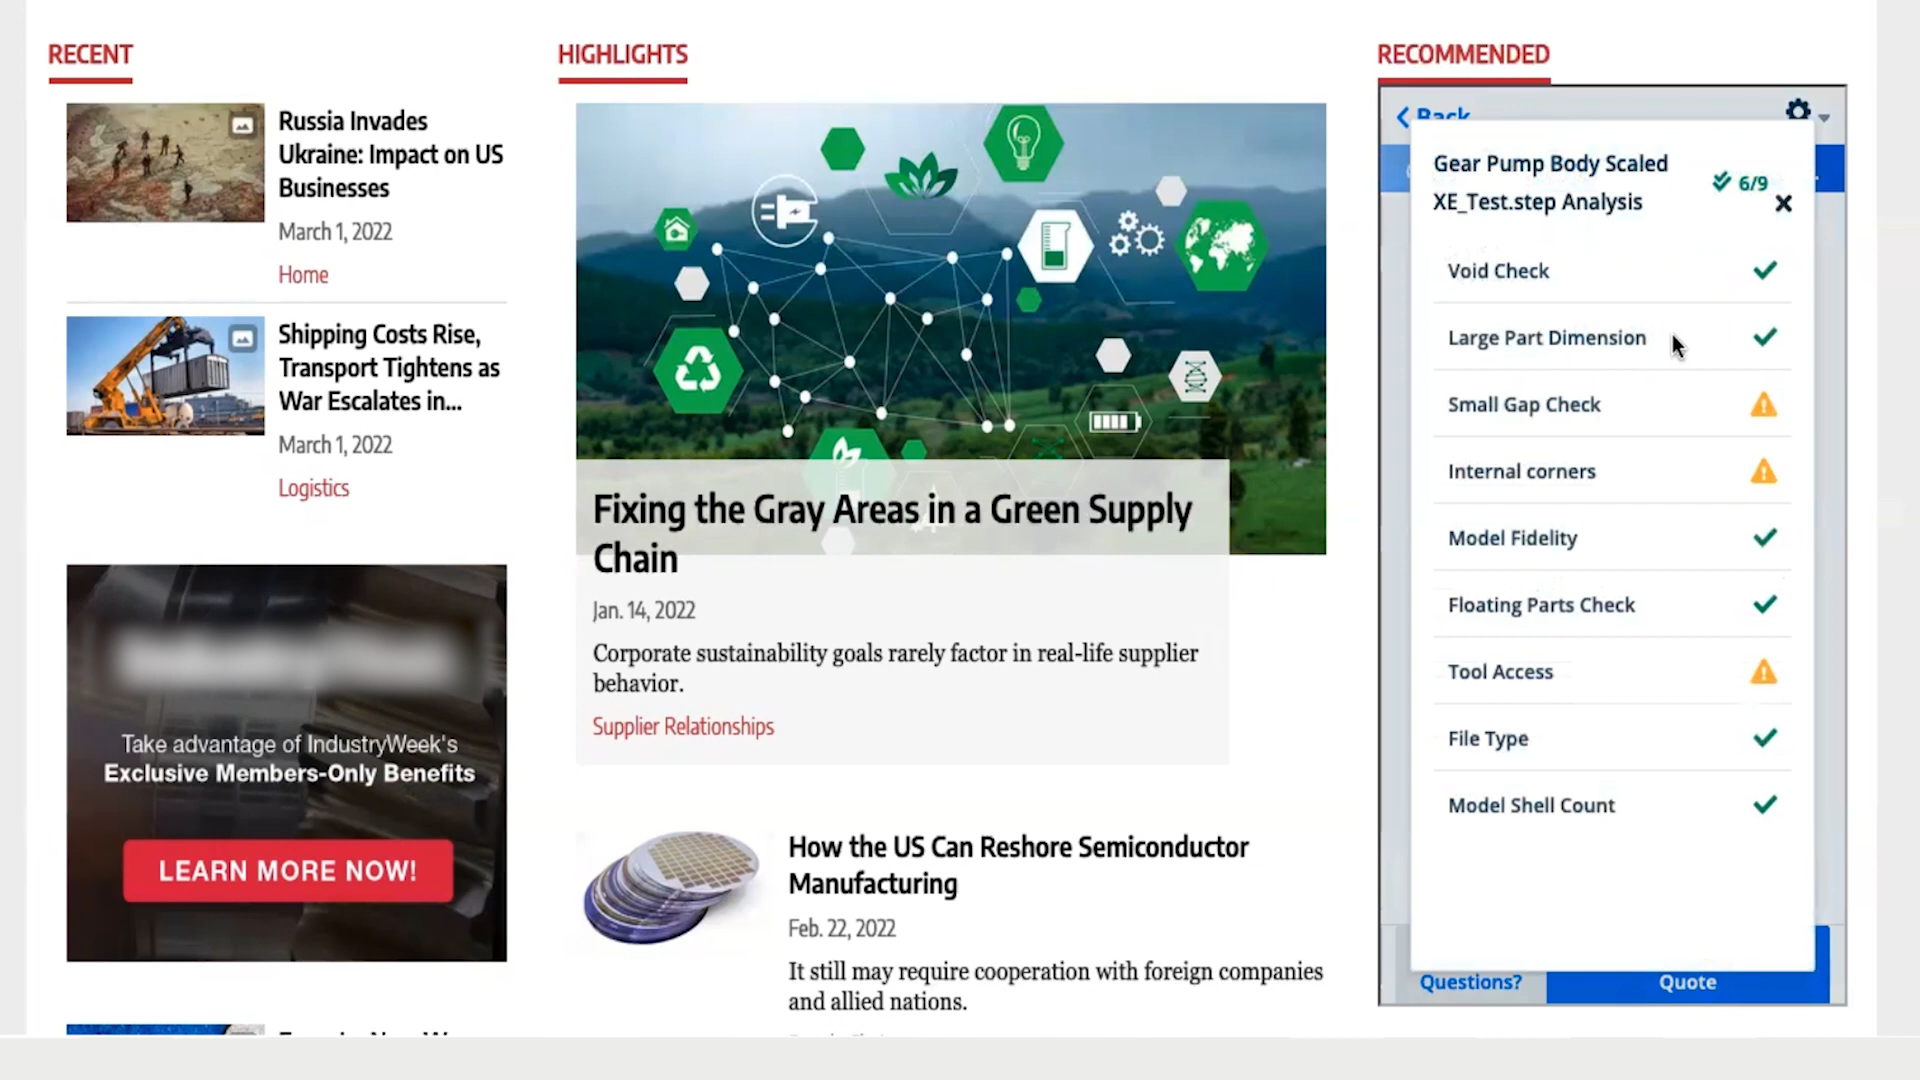 RECENT
Russia Invades
Ukraine: Impact on US
Businesses
March 1, 2022
Home
Shipping Costs Rise,
Transport Tightens as
War Escalates in...
March 1, 2022
Logistics
Take advantage of IndustryWeek's
Exclusive Members-Only Benefits
LEARN MORE NOW!
HIGHLIGHTS
Fixing the Gray Areas in a Green Supply
Chain
Jan. 14, 2022
Corporate sustainability goals rarely factor in real-life supplier
behavior.
Supplier Relationships
How the US Can Reshore Semiconductor
Manufacturing
Feb. 22, 2022
It still may require cooperation with foreign companies
and allied nations.
RECOMMENDED
Back
Gear Pump Body Scaled
XE_Test.step Analysis
6/9
Void Check
Large Part Dimension
Small Gap Check
Internal corners
Model Fidelity
Floating Parts Check
Tool Access
File Type
Model Shell Count
Questions?
Quote